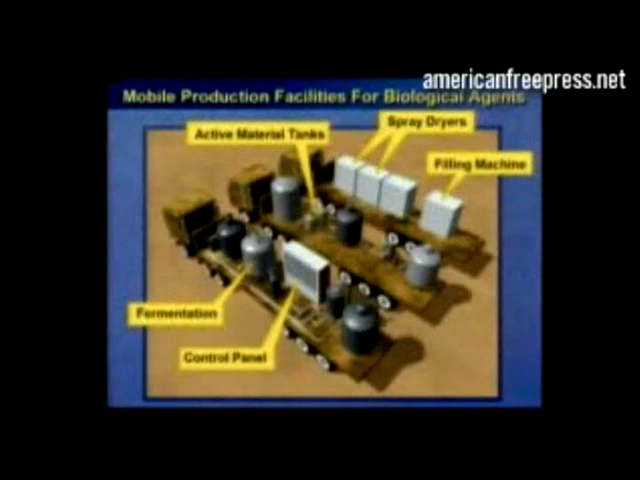 americanfreepress.net
Mobile Production Facilities For Biological Agents
Spray Dryers
Active Material Tanks
Filling Machine
Fermentation
Control Panel